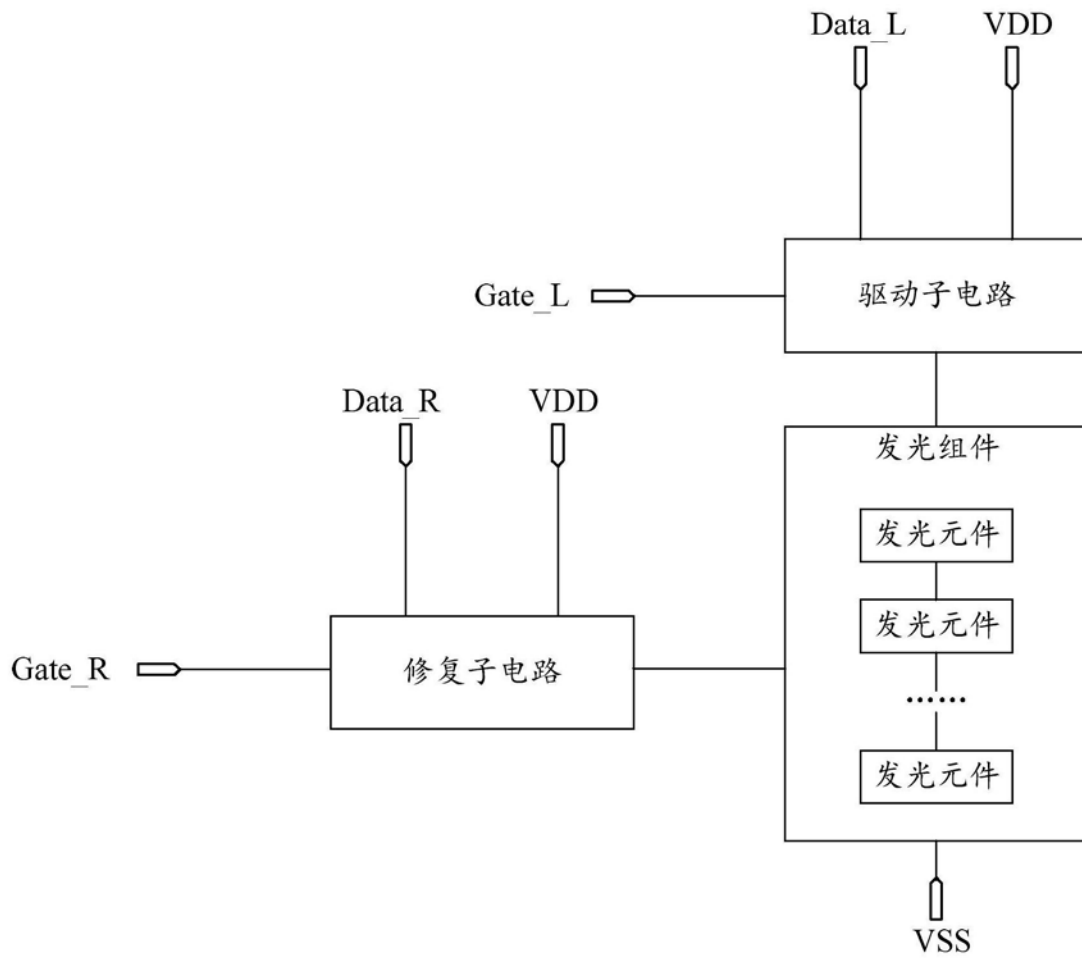 Data_L
VDD
Gate_L
驱动子电路
Data_R
VDD
发光组件
发光元件
发光元件
Gate_R
修复子电路
……
发光元件
VSS